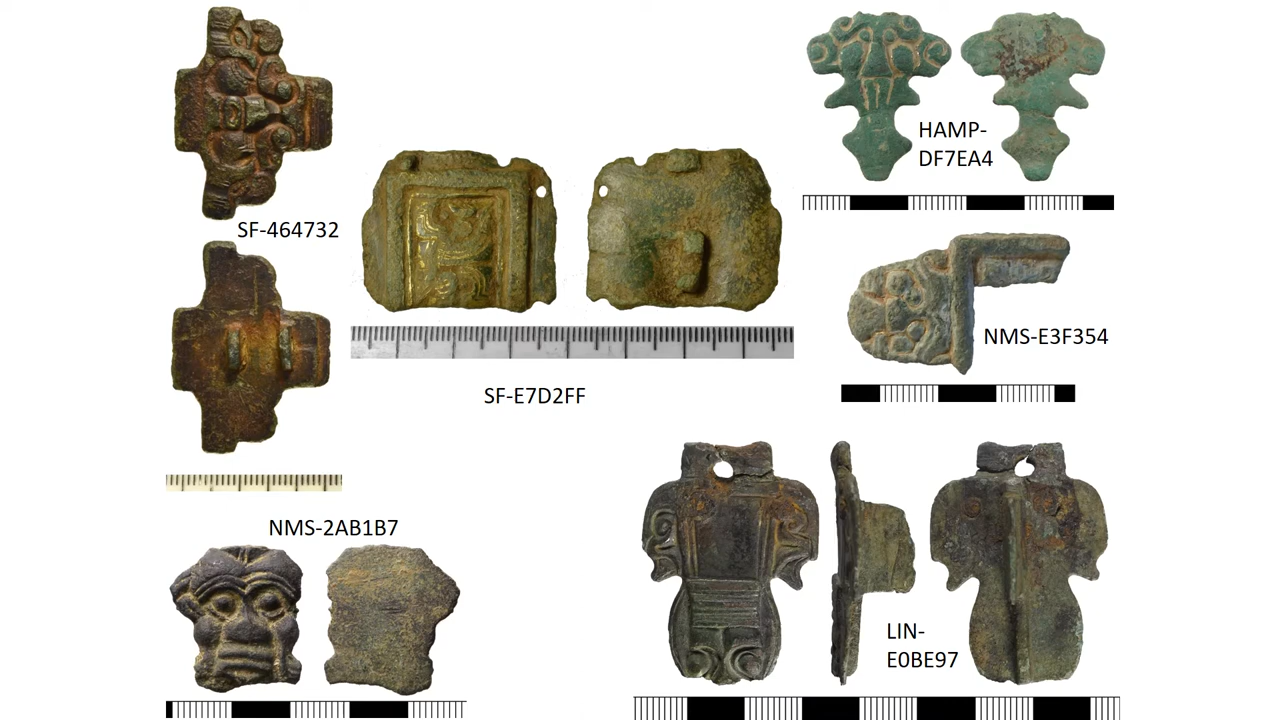 SF-464732
HAMP-
DF7EA4
NMS-E3F354
SF-E7D2FF
NMS-2AB1B7
LIN-
E0BE97